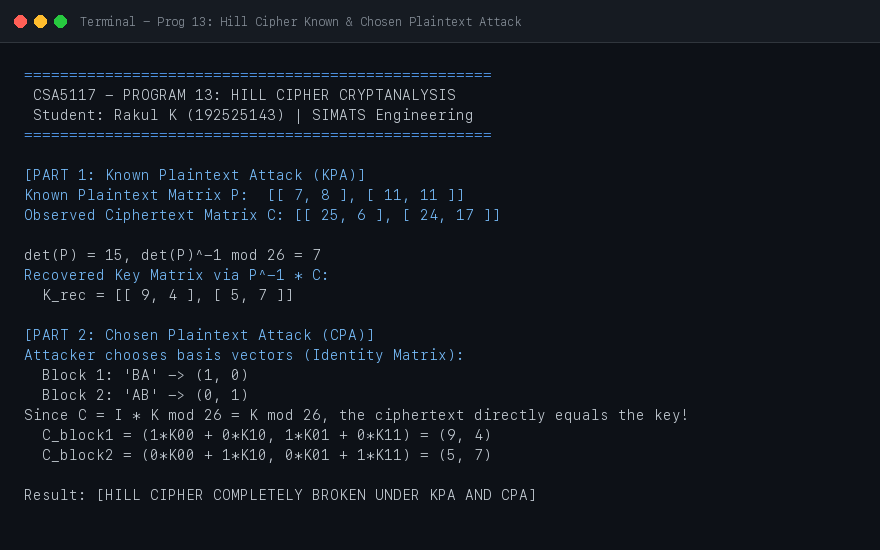 Terminal — Prog 13: Hill Cipher Known & Chosen Plaintext Attack
====================================================
CSA5117 — PROGRAM 13: HILL CIPHER CRYPTANALYSIS
Student: Rakul K (192525143) | SIMATS Engineering
====================================================
[PART 1: Known Plaintext Attack (KPA)]
Known Plaintext Matrix P:  [[ 7, 8 ], [ 11, 11 ]]
Observed Ciphertext Matrix C: [[ 25, 6 ], [ 24, 17 ]]
det(P) = 15, det(P)^-1 mod 26 = 7
Recovered Key Matrix via P^-1 * C:
K_rec = [[ 9, 4 ], [ 5, 7 ]]
[PART 2: Chosen Plaintext Attack (CPA)]
Attacker chooses basis vectors (Identity Matrix):
Block 1: 'BA' -> (1, 0)
Block 2: 'AB' -> (0, 1)
Since C = I * K mod 26 = K mod 26, the ciphertext directly equals the key!
C_block1 = (1*K00 + 0*K10, 1*K01 + 0*K11) = (9, 4)
C_block2 = (0*K00 + 1*K10, 0*K01 + 1*K11) = (5, 7)
Result: [HILL CIPHER COMPLETELY BROKEN UNDER KPA AND CPA]